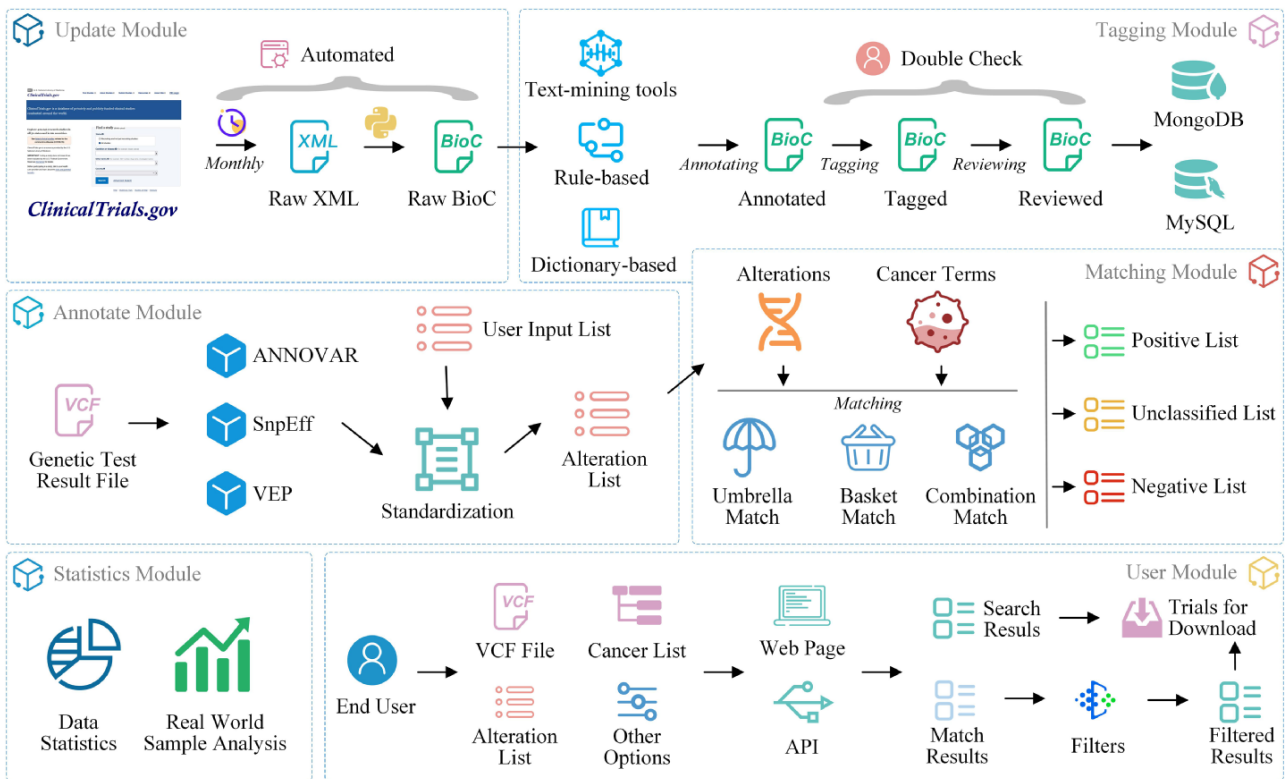 Update Module
Automated
ClinicalTrials.gov
XML
Raw XML
BioC
Raw BioC
Tagging Module
Text-mining tools
Rule-based
Dictionary-based
Annotating
BioC
Annotated
Tagging
Double Check
BioC
Tagged
Reviewing
BioC
Reviewed
MongoDB
MySQL
Annotate Module
VCF
Genetic Test
Result File
ANNOVAR
SnpEff
VEP
User Input List
Standardization
Alteration
List
Matching Module
Alterations
Cancer Terms
Matching
Umbrella
Match
Basket
Match
Combination
Match
Positive List
Unclassified List
Negative List
Statistics Module
Data
Statistics
Real World
Sample Analysis
User Module
End User
VCF
VCF File
Cancer List
Alteration
List
Other
Options
Web Page
API
Search
Resuls
Trials for
Download
Match
Results
Filters
Filtered
Results